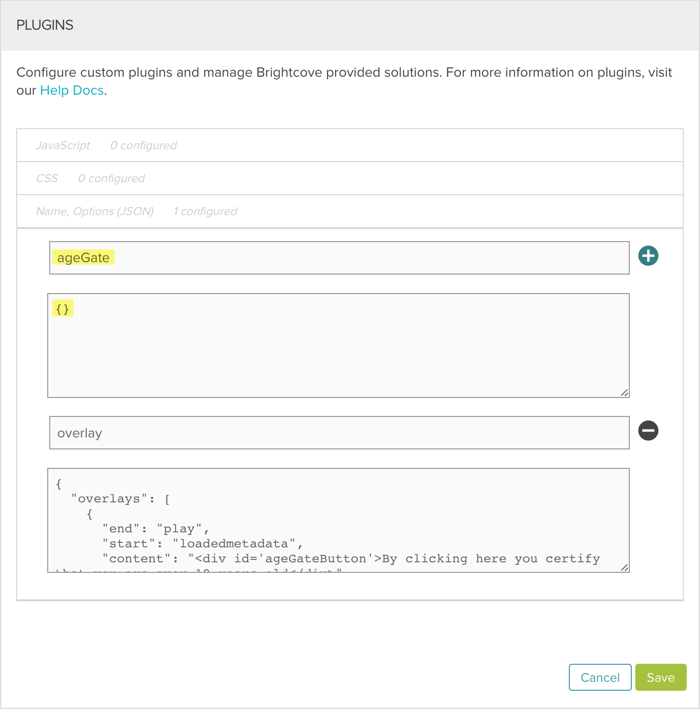 PLUGINS
Configure custom plugins and manage Brightcove provided solutions. For more information on plugins, visit
our Help Docs.
JavaScript 0 configured
CSS 0 configured
Name, Options (JSON) 1 configured
ageGate
{}
overlay
{
"overlays": [
{
"end": "play",
"start": "loadedmetadata",
"content": "<div id='ageGateButton'>By clicking here you certify
Cancel Save